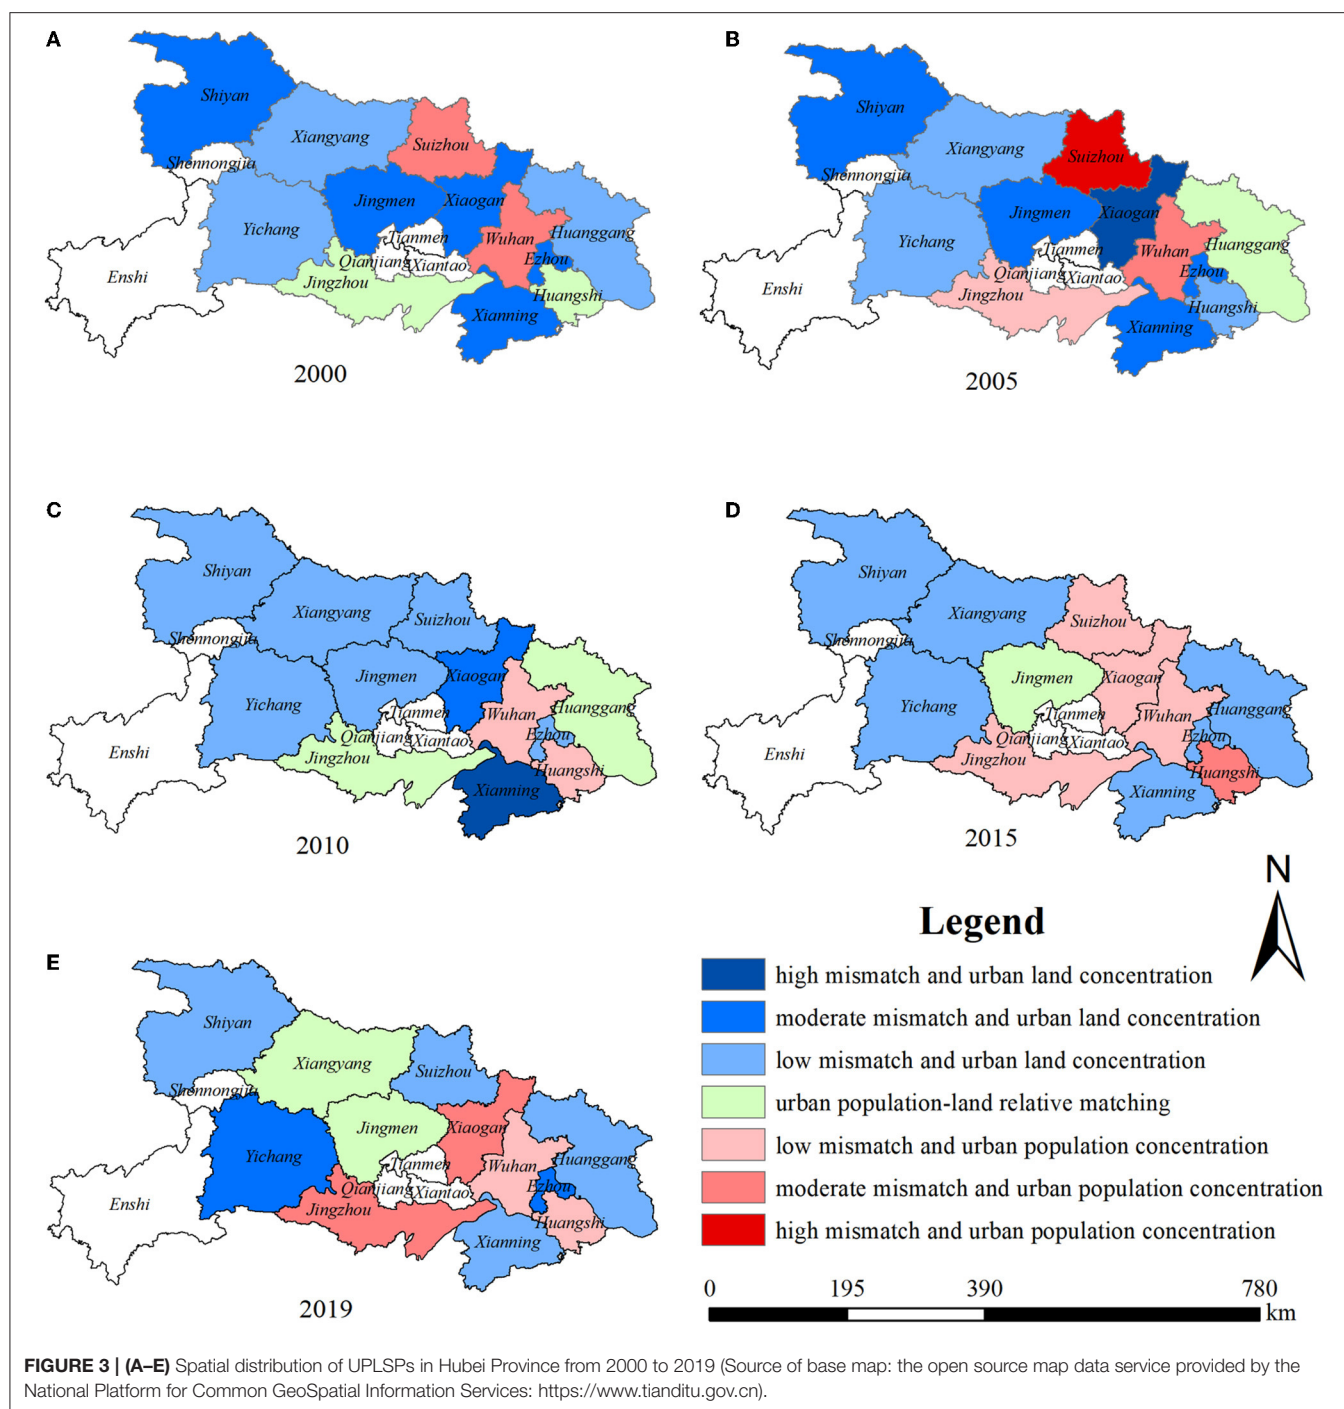 A
Shiyan
Xiangyang
Suizhou
Shennongjia
Jingmen
Xiaogan
Yichang
Tianmen
Wuhan
Huanggang
Enshi
Qianjiang
Xiantao
Ezhou
Jingzhou
Huangshi
Xianning
2000
B
Shiyan
Xiangyang
Suizhou
Shennongjia
Jingmen
Xiaogan
Yichang
Tianmen
Wuhan
Huanggang
Enshi
Qianjiang
Xiantao
Ezhou
Jingzhou
Huangshi
Xianning
2005
C
Shiyan
Xiangyang
Suizhou
Shennongjia
Jingmen
Xiaogan
Yichang
Tianmen
Wuhan
Huanggang
Enshi
Qianjiang
Xiantao
Ezhou
Jingzhou
Huangshi
Xianning
2010
D
Shiyan
Xiangyang
Suizhou
Shennongjia
Jingmen
Xiaogan
Yichang
Tianmen
Wuhan
Huanggang
Enshi
Qianjiang
Xiantao
Ezhou
Jingzhou
Huangshi
Xianning
2015
E
Shiyan
Xiangyang
Suizhou
Shennongjia
Jingmen
Xiaogan
Yichang
Tianmen
Wuhan
Huanggang
Enshi
Qianjiang
Xiantao
Ezhou
Jingzhou
Huangshi
Xianning
2019
N
Legend
high mismatch and urban land concentration
moderate mismatch and urban land concentration
low mismatch and urban land concentration
urban population-land relative matching
low mismatch and urban population concentration
moderate mismatch and urban population concentration
high mismatch and urban population concentration
0 195 390 780
km
FIGURE 3 | (A–E) Spatial distribution of UPLSPs in Hubei Province from 2000 to 2019 (Source of base map: the open source map data service provided by the
National Platform for Common GeoSpatial Information Services: https://www.tianditu.gov.cn).